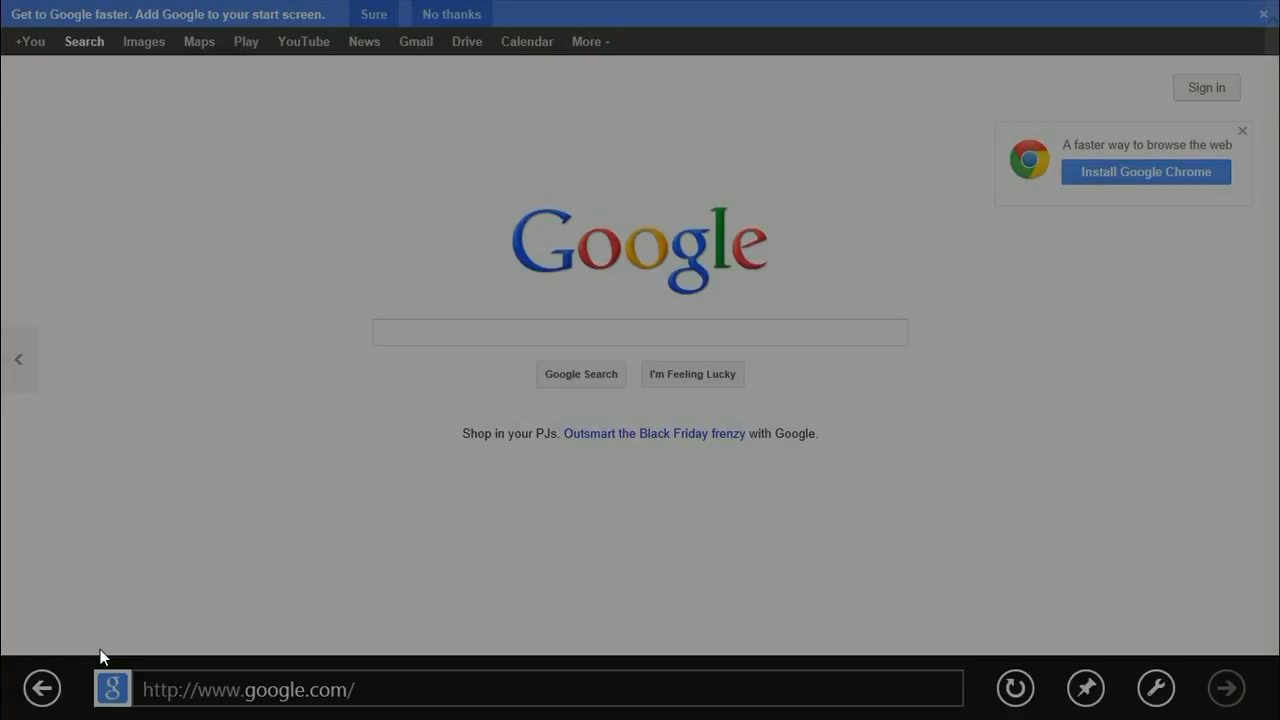 Get to Google faster. Add Google to your start screen. Sure No thanks
+You Search Images Maps Play YouTube News Gmail Drive Calendar More
Sign in
A faster way to browse the web
Install Google Chrome
Google
Google Search I'm Feeling Lucky
Shop in your PJs. Outsmart the Black Friday frenzy with Google.
g http://www.google.com/